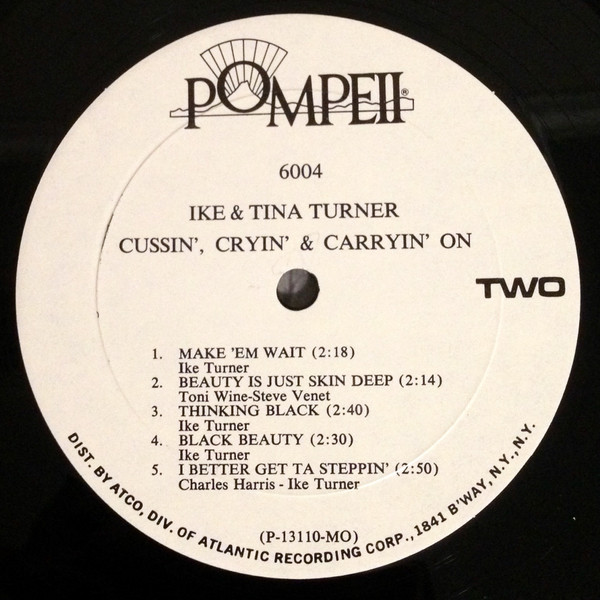 POMPEII®
6004
IKE & TINA TURNER
CUSSIN', CRYIN' & CARRYIN' ON
TWO
1. MAKE 'EM WAIT (2:18)
Ike Turner
2. BEAUTY IS JUST SKIN DEEP (2:14)
Toni Wine-Steve Venet
3. THINKING BLACK (2:40)
Ike Turner
4. BLACK BEAUTY (2:30)
Ike Turner
5. I BETTER GET TA STEPPIN' (2:50)
Charles Harris - Ike Turner
(P-13110-MO)
DIST. BY ATCO, DIV. OF ATLANTIC RECORDING CORP., 1841 B'WAY, N.Y., N.Y.